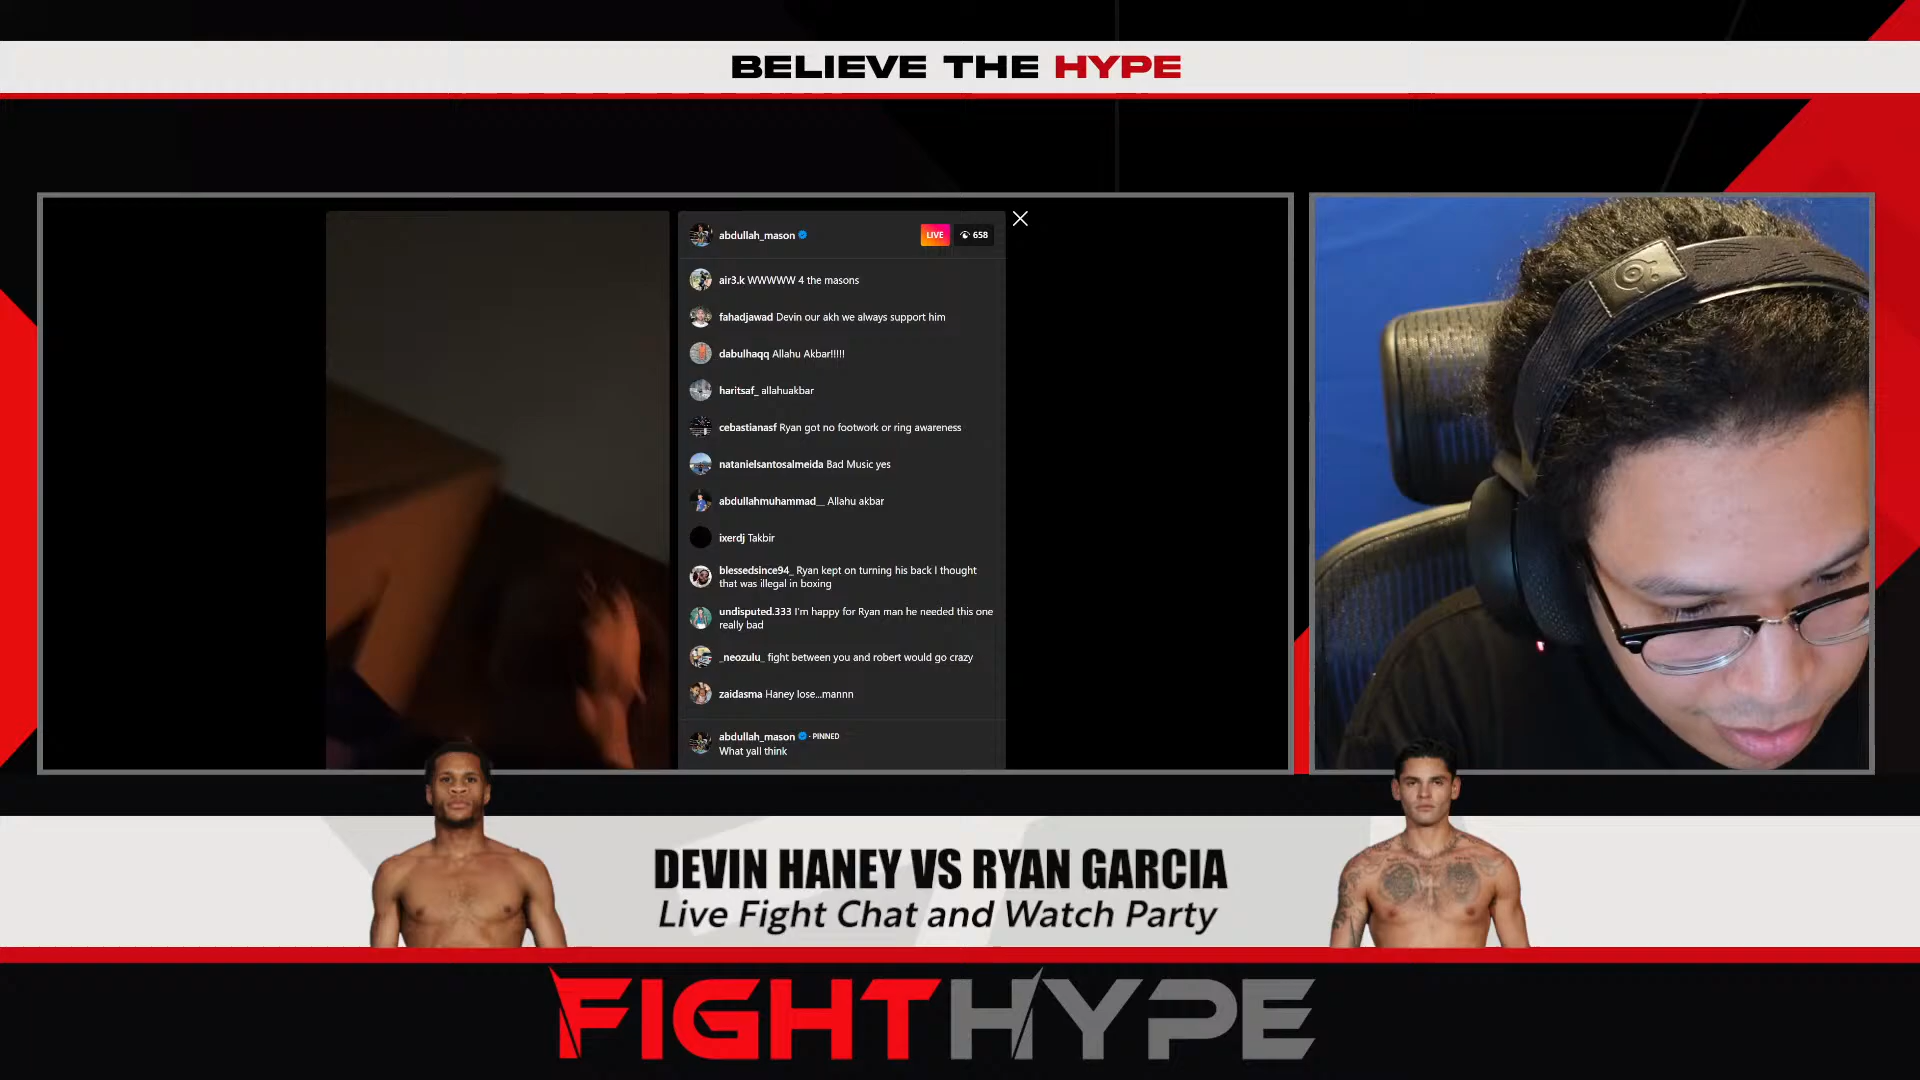 BELIEVE THE HYPE
abdullah_mason
LIVE
658
air3.k WWWWW 4 the masons
fahadjawad Devin our akh we always support him
dabulhaqq Allahu Akbar!!!!!
haritsaf_ allahuakbar
cebastianasf Ryan got no footwork or ring awareness
natanielsantosalmeida Bad Music yes
abdullahmuhammad__ Allahu akbar
ixerdj Takbir
blessedsince94_ Ryan kept on turning his back I thought
that was illegal in boxing
undisputed.333 I'm happy for Ryan man he needed this one
really bad
_neozulu_ fight between you and robert would go crazy
zaidasma Haney lose...mannn
abdullah_mason · PINNED
What yall think
DEVIN HANEY VS RYAN GARCIA
Live Fight Chat and Watch Party
FIGHTHYPE